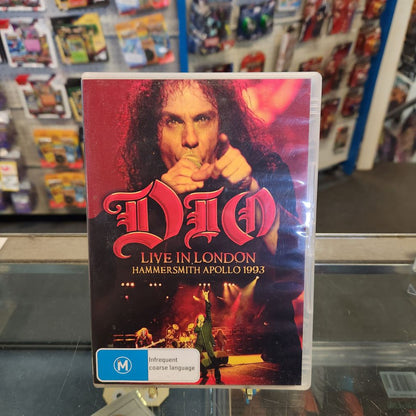 DIO
LIVE IN LONDON
HAMMERSMITH APOLLO 1993
M
Infrequent
coarse language